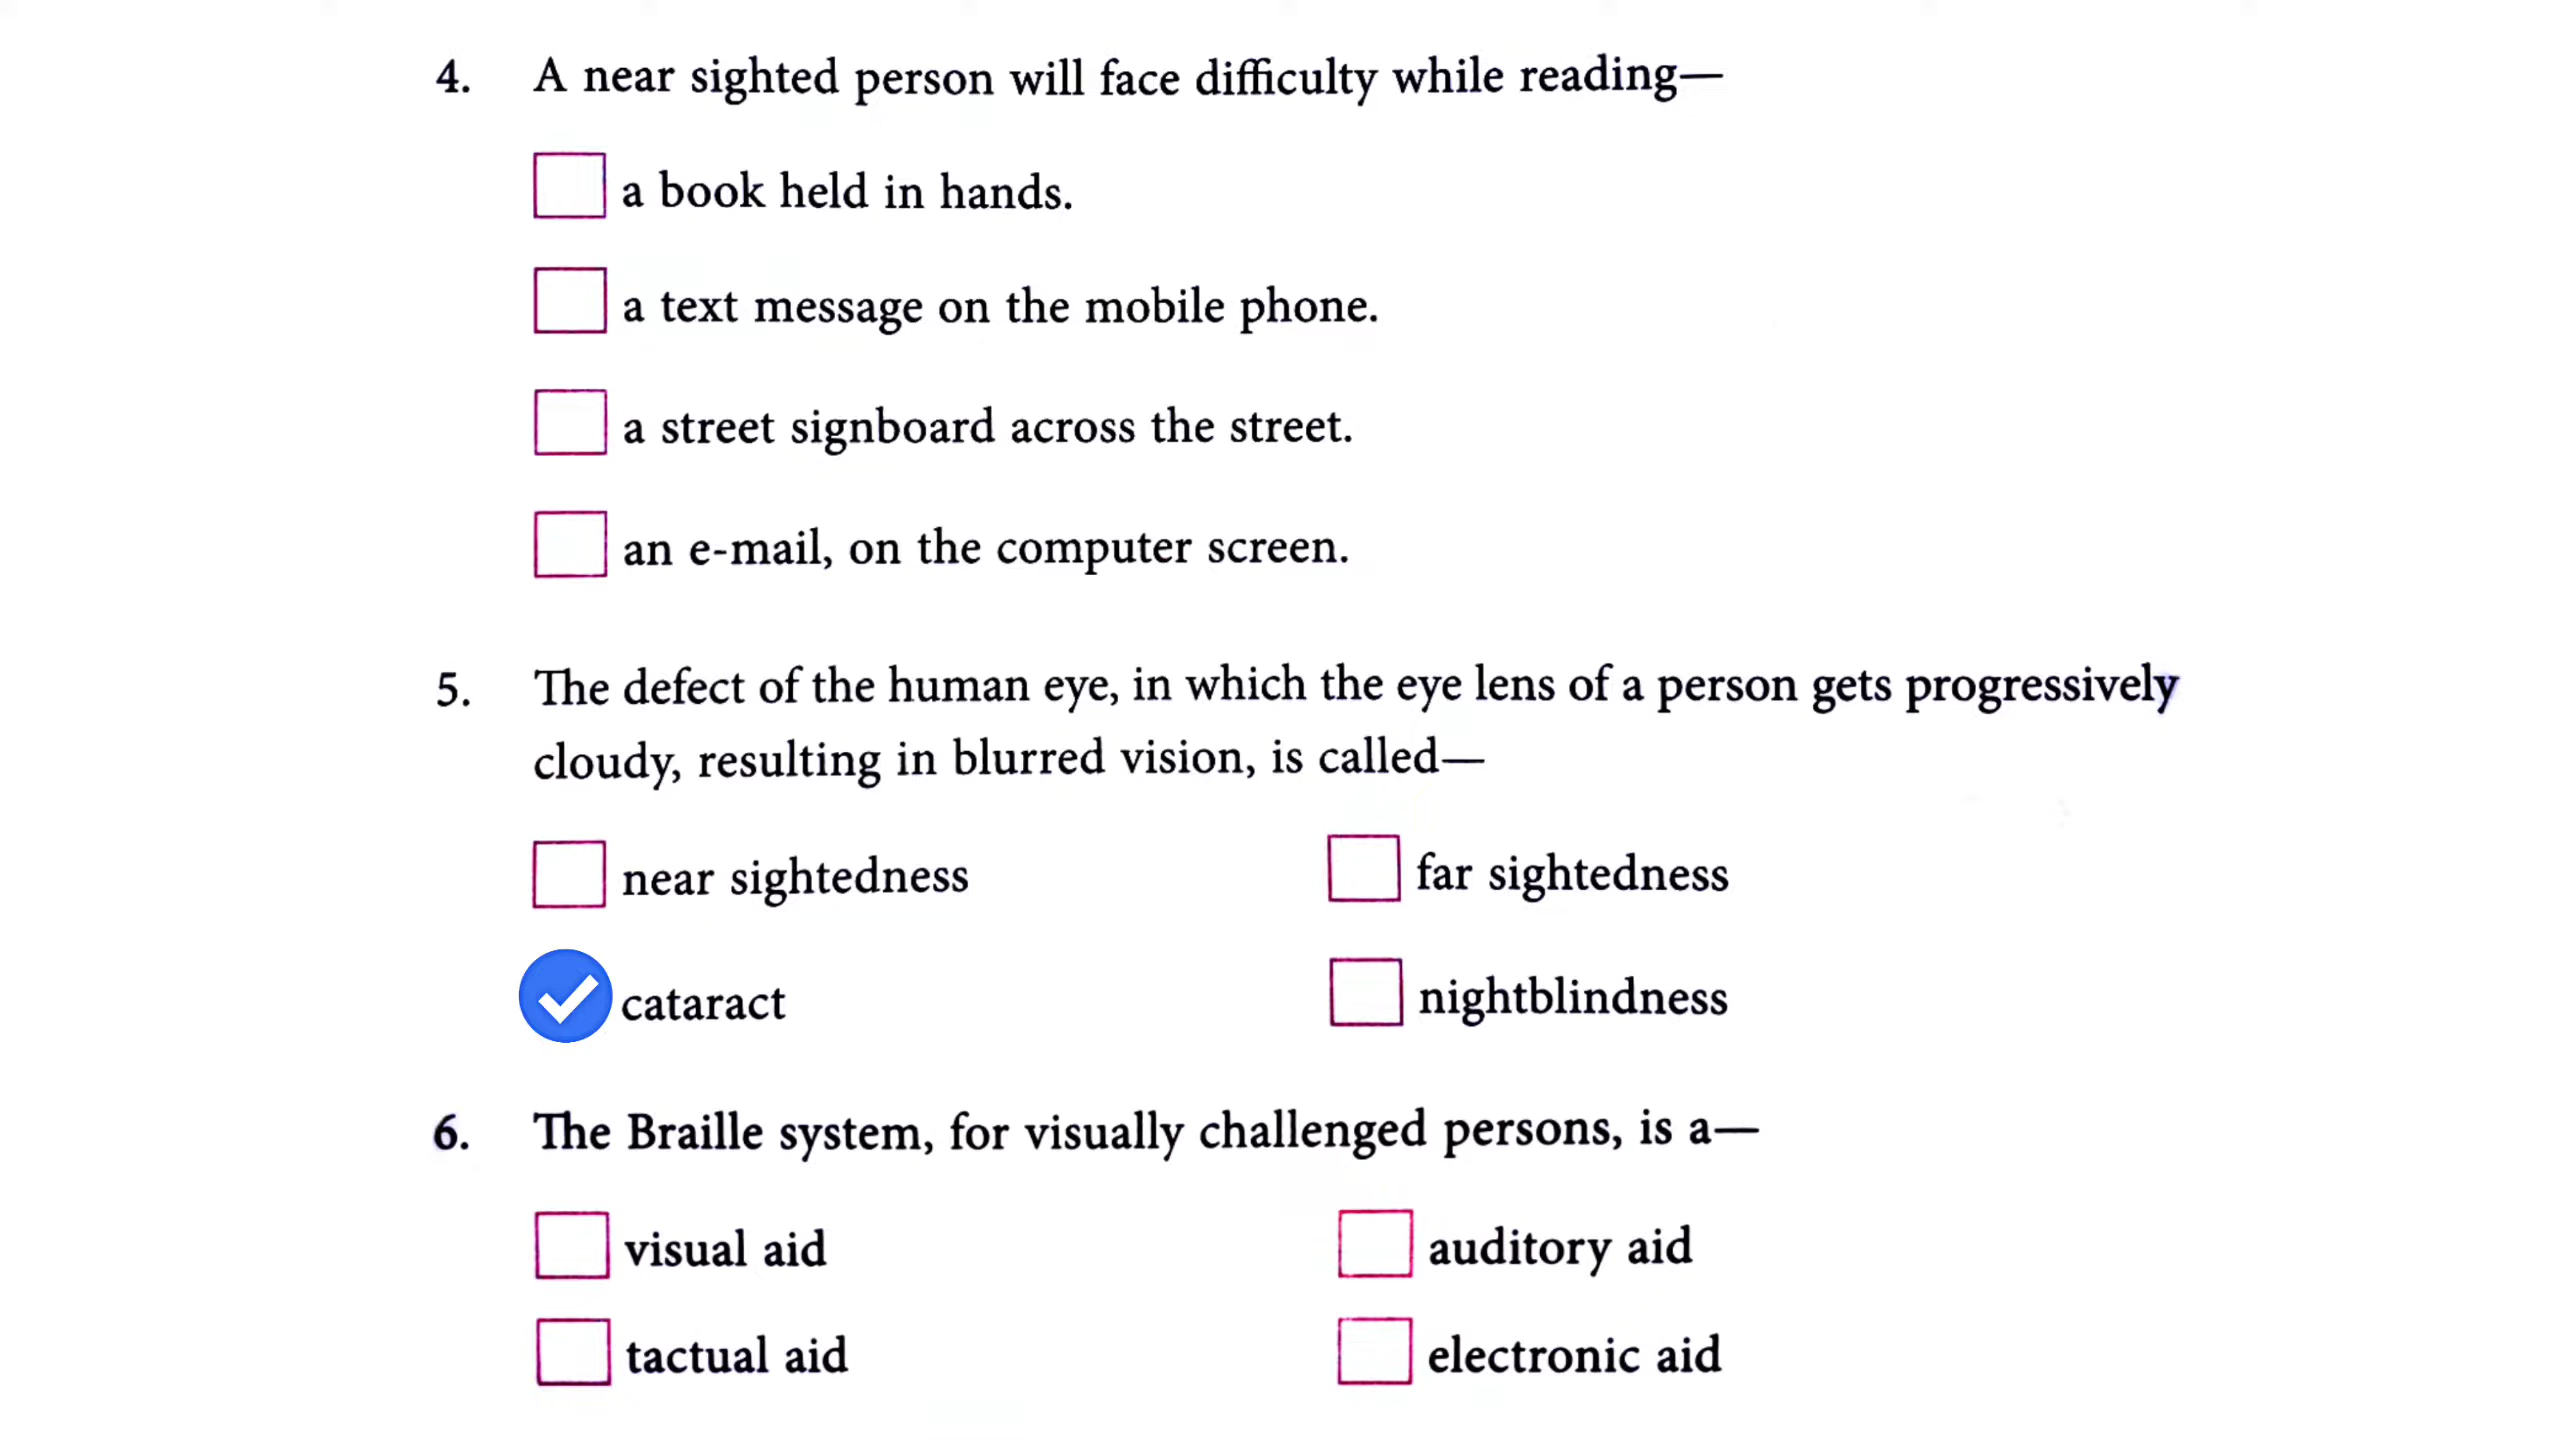 4. A near sighted person will face difficulty while reading—
a book held in hands.
a text message on the mobile phone.
a street signboard across the street.
an e-mail, on the computer screen.
5. The defect of the human eye, in which the eye lens of a person gets progressively
cloudy, resulting in blurred vision, is called—
near sightedness far sightedness
cataract nightblindness
6. The Braille system, for visually challenged persons, is a—
visual aid auditory aid
tactual aid electronic aid